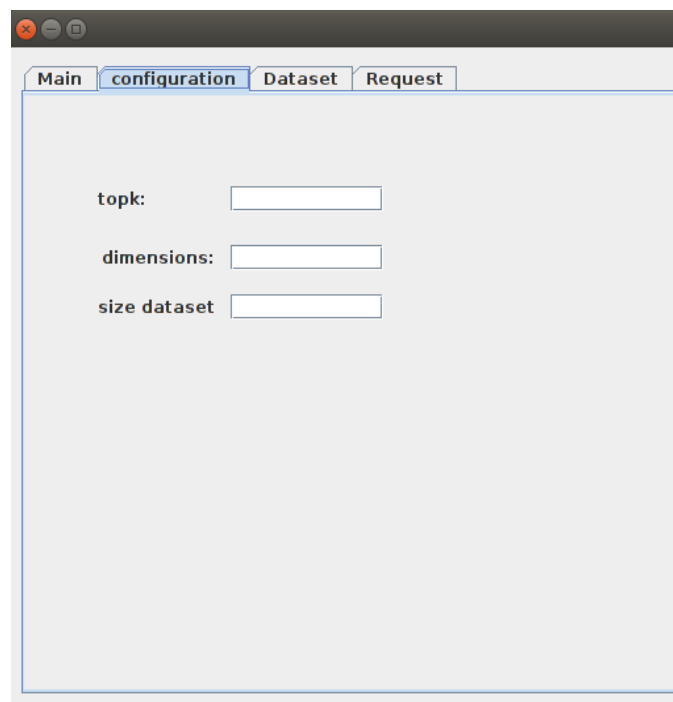 Main configuration Dataset Request
topk:
dimensions:
size dataset